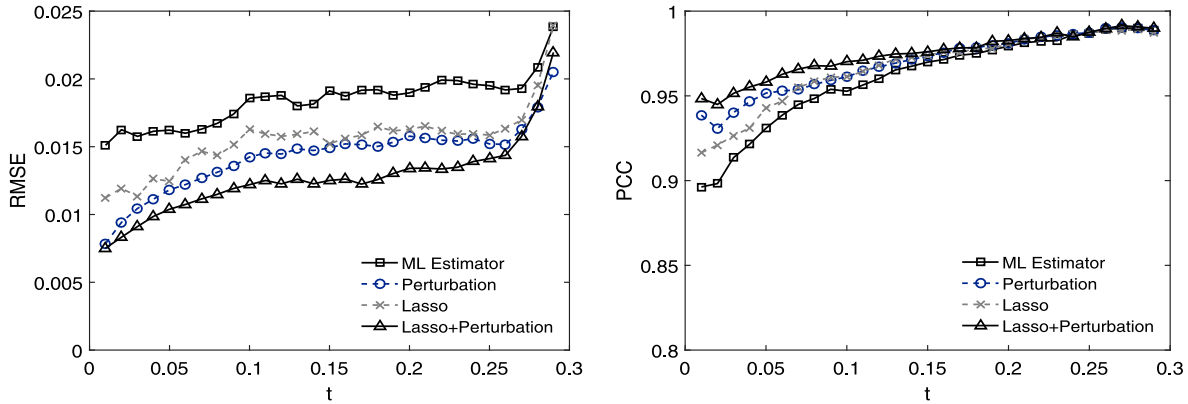 0.025
0.02
0.015
0.01
0.005
0
RMSE
ML Estimator
Perturbation
Lasso
Lasso+Perturbation
0 0.05 0.1 0.15 0.2 0.25 0.3
t
1
0.95
0.9
0.85
0.8
PCC
ML Estimator
Perturbation
Lasso
Lasso+Perturbation
0 0.05 0.1 0.15 0.2 0.25 0.3
t